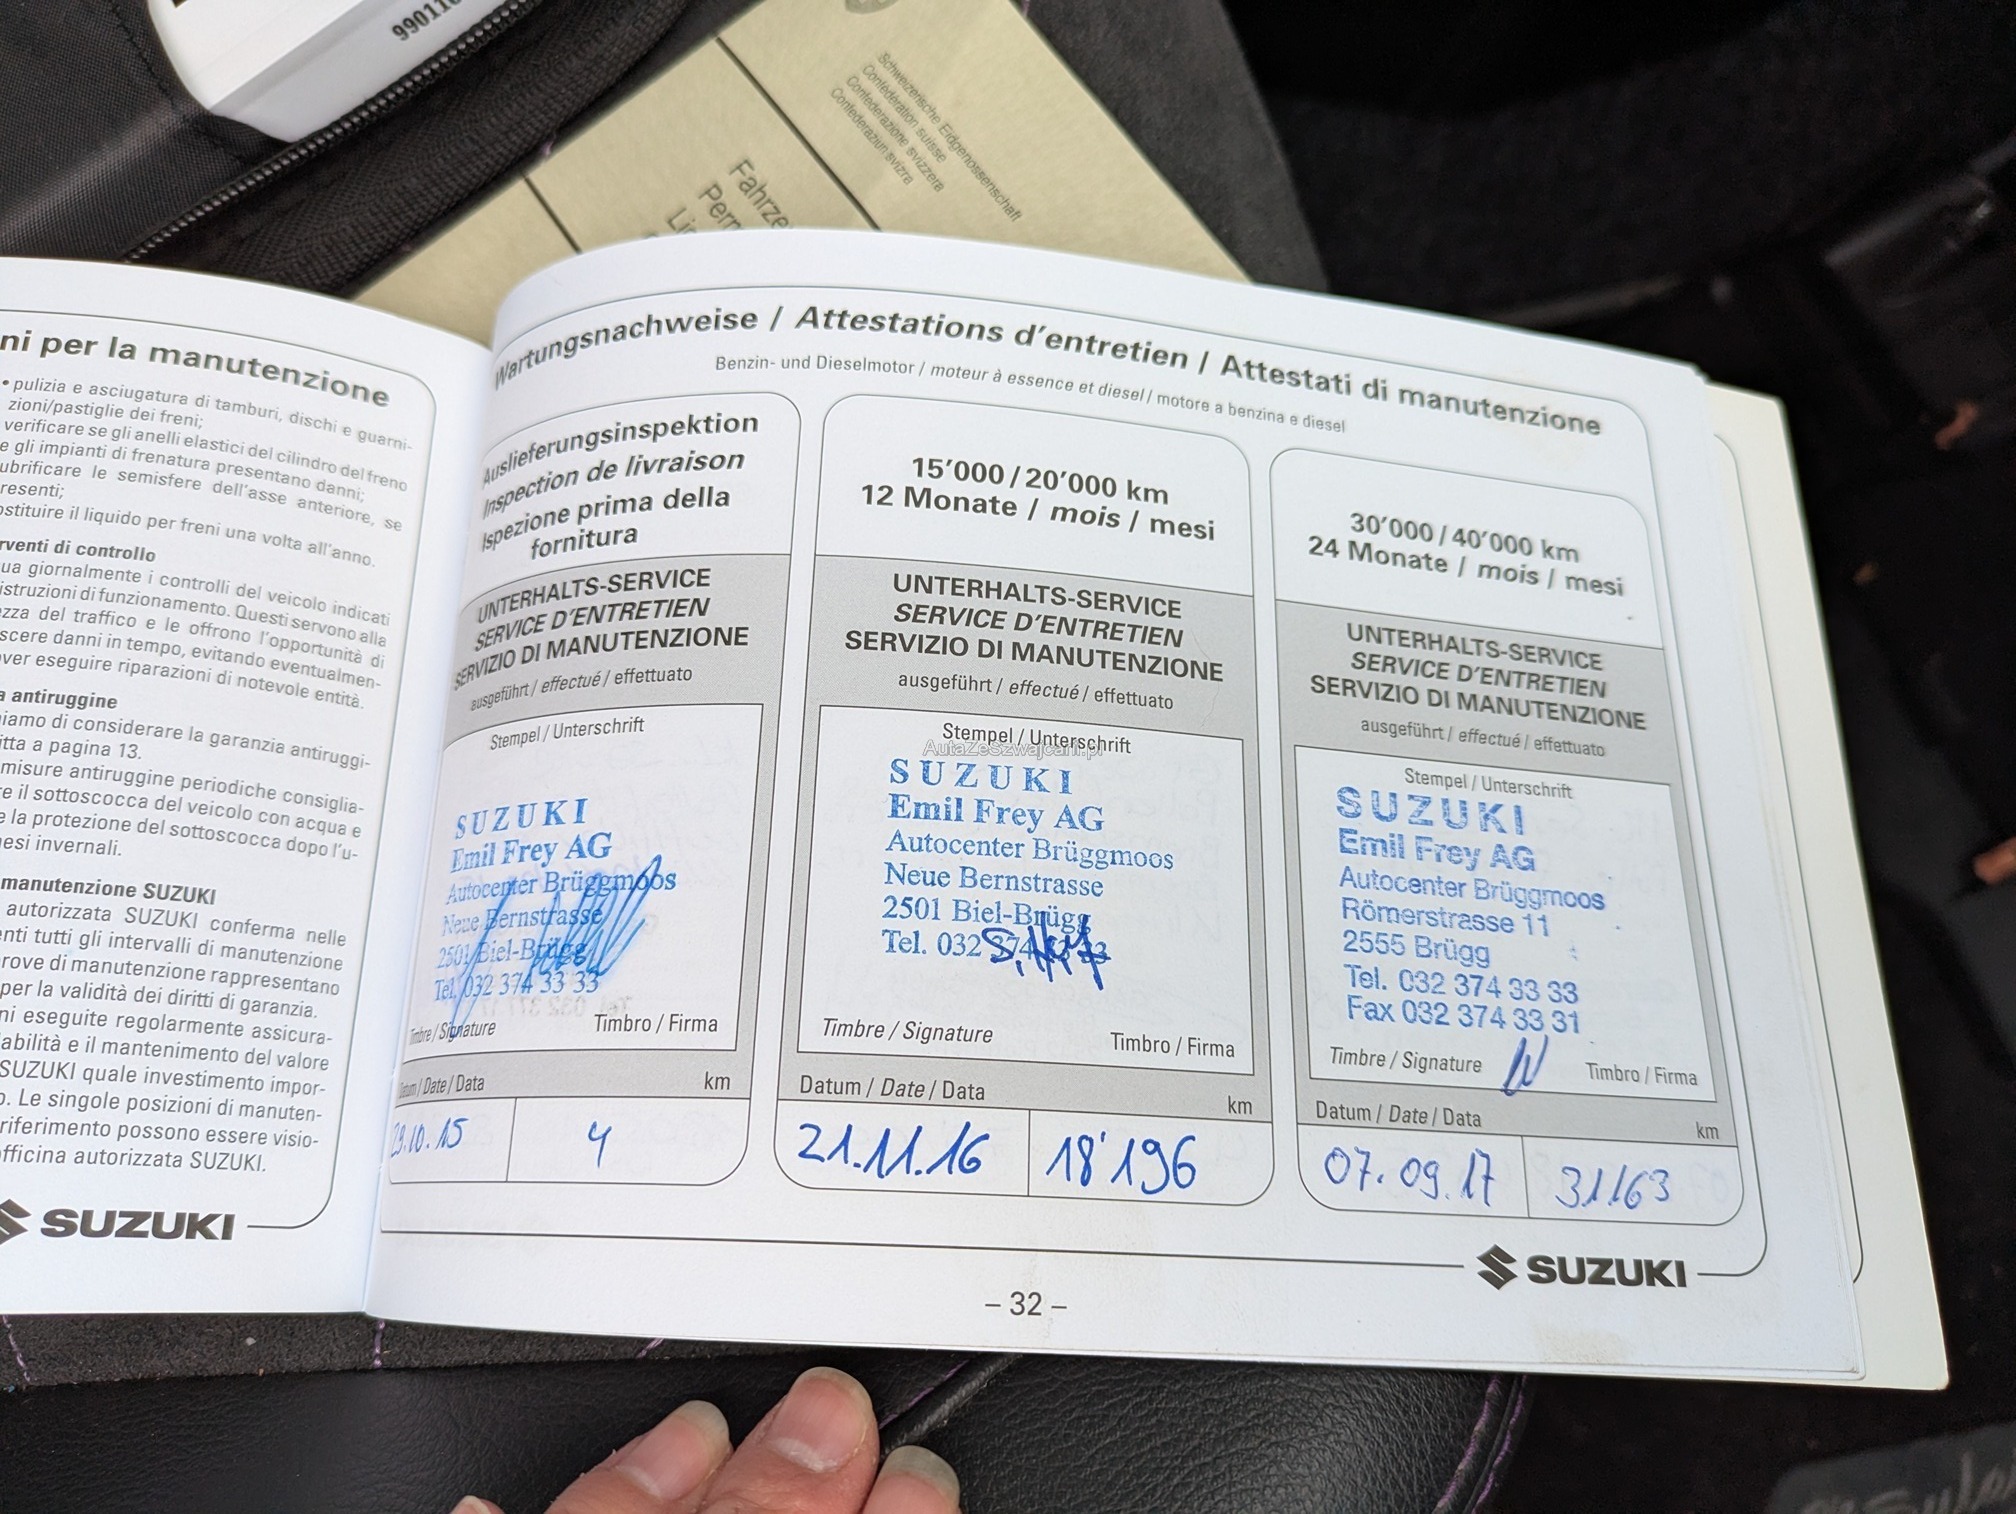 990116
Schweizerische Eidgenossenschaft
Confédération suisse
Confederazione svizzera
Confederaziun svizra
ni per la manutenzione
• pulizia e asciugatura di tamburi, dischi e guarni-
zioni/pastiglie dei freni;
verificare se gli anelli elastici del cilindro del freno
e gli impianti di frenatura presentano danni;
ubrificare le semisfere dell'asse anteriore, se
resenti;
ostituire il liquido per freni una volta all'anno.
rventi di controllo
ua giornalmente i controlli del veicolo indicati
istruzioni di funzionamento. Questi servono alla
zza del traffico e le offrono l'opportunità di
scere danni in tempo, evitando eventualmen-
ver eseguire riparazioni di notevole entità.
a antiruggine
iamo di considerare la garanzia antiruggi-
itta a pagina 13.
misure antiruggine periodiche consiglia-
re il sottoscocca del veicolo con acqua e
e la protezione del sottoscocca dopo l'u-
nesi invernali.
manutenzione SUZUKI
autorizzata SUZUKI conferma nelle
enti tutti gli intervalli di manutenzione
prove di manutenzione rappresentano
per la validità dei diritti di garanzia.
ni eseguite regolarmente assicura-
abilità e il mantenimento del valore
SUZUKI quale investimento impor-
o. Le singole posizioni di manuten-
riferimento possono essere visio-
officina autorizzata SUZUKI.
SUZUKI
Wartungsnachweise / Attestations d'entretien / Attestati di manutenzione
Benzin- und Dieselmotor / moteur à essence et diesel / motore a benzina e diesel
Auslieferungsinspektion
Inspection de livraison
Ispezione prima della
fornitura
UNTERHALTS-SERVICE
SERVICE D'ENTRETIEN
SERVIZIO DI MANUTENZIONE
ausgeführt / effectué / effettuato
Stempel / Unterschrift
SUZUKI
Emil Frey AG
Autocenter Brüggmoos
Neue Bernstrasse
2501 Biel-Brügg
Tel. 032 374 33 33
Timbre / Signature Timbro / Firma
Datum / Date / Data km
29.10.15 4
15'000 / 20'000 km
12 Monate / mois / mesi
UNTERHALTS-SERVICE
SERVICE D'ENTRETIEN
SERVIZIO DI MANUTENZIONE
ausgeführt / effectué / effettuato
Stempel / Unterschrift
AutaZeSzwajcarii.pl
SUZUKI
Emil Frey AG
Autocenter Brüggmoos
Neue Bernstrasse
2501 Biel-Brügg
Tel. 032 374 33 33
Timbre / Signature Timbro / Firma
Datum / Date / Data km
21.11.16 18'196
30'000 / 40'000 km
24 Monate / mois / mesi
UNTERHALTS-SERVICE
SERVICE D'ENTRETIEN
SERVIZIO DI MANUTENZIONE
ausgeführt / effectué / effettuato
Stempel / Unterschrift
SUZUKI
Emil Frey AG
Autocenter Brüggmoos
Römerstrasse 11
2555 Brügg
Tel. 032 374 33 33
Fax 032 374 33 31
Timbre / Signature Timbro / Firma
Datum / Date / Data km
07.09.17 31163
SUZUKI
– 32 –